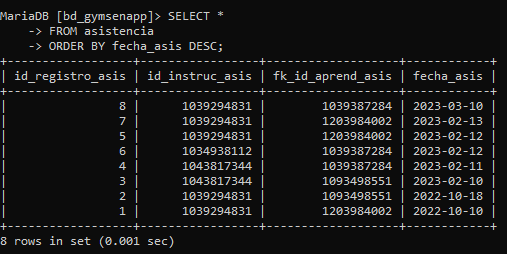 MariaDB [bd_gymsenapp]> SELECT *
    -> FROM asistencia
    -> ORDER BY fecha_asis DESC;
+------------------+----------------+-------------------+------------+
| id_registro_asis | id_instruc_asis | fk_id_aprend_asis | fecha_asis |
+------------------+----------------+-------------------+------------+
| 8 | 1039294831 | 1039387284 | 2023-03-10 |
| 7 | 1039294831 | 1203984002 | 2023-02-13 |
| 5 | 1039294831 | 1203984002 | 2023-02-12 |
| 6 | 1034938112 | 1039387284 | 2023-02-12 |
| 4 | 1043817344 | 1039387284 | 2023-02-11 |
| 3 | 1043817344 | 1093498551 | 2023-02-10 |
| 2 | 1039294831 | 1093498551 | 2022-10-18 |
| 1 | 1039294831 | 1203984002 | 2022-10-10 |
+------------------+----------------+-------------------+------------+
8 rows in set (0.001 sec)